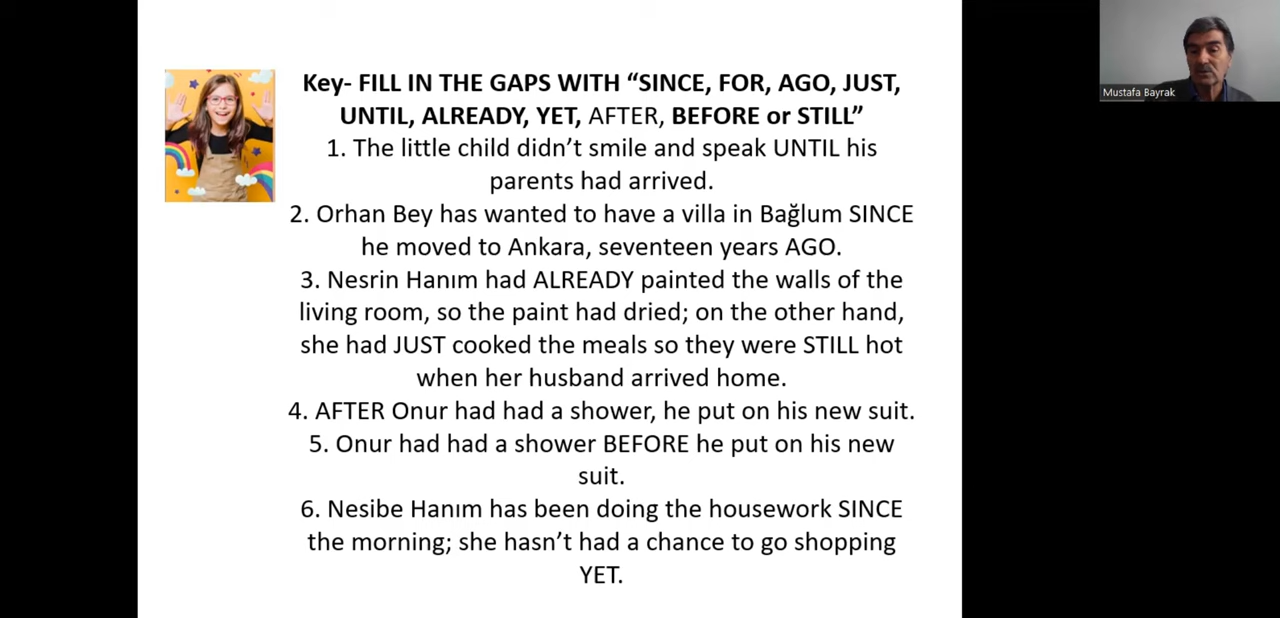 Key- FILL IN THE GAPS WITH “SINCE, FOR, AGO, JUST,
UNTIL, ALREADY, YET, AFTER, BEFORE or STILL”
1. The little child didn’t smile and speak UNTIL his
parents had arrived.
2. Orhan Bey has wanted to have a villa in Bağlum SINCE
he moved to Ankara, seventeen years AGO.
3. Nesrin Hanım had ALREADY painted the walls of the
living room, so the paint had dried; on the other hand,
she had JUST cooked the meals so they were STILL hot
when her husband arrived home.
4. AFTER Onur had had a shower, he put on his new suit.
5. Onur had had a shower BEFORE he put on his new
suit.
6. Nesibe Hanım has been doing the housework SINCE
the morning; she hasn’t had a chance to go shopping
YET.
Mustafa Bayrak